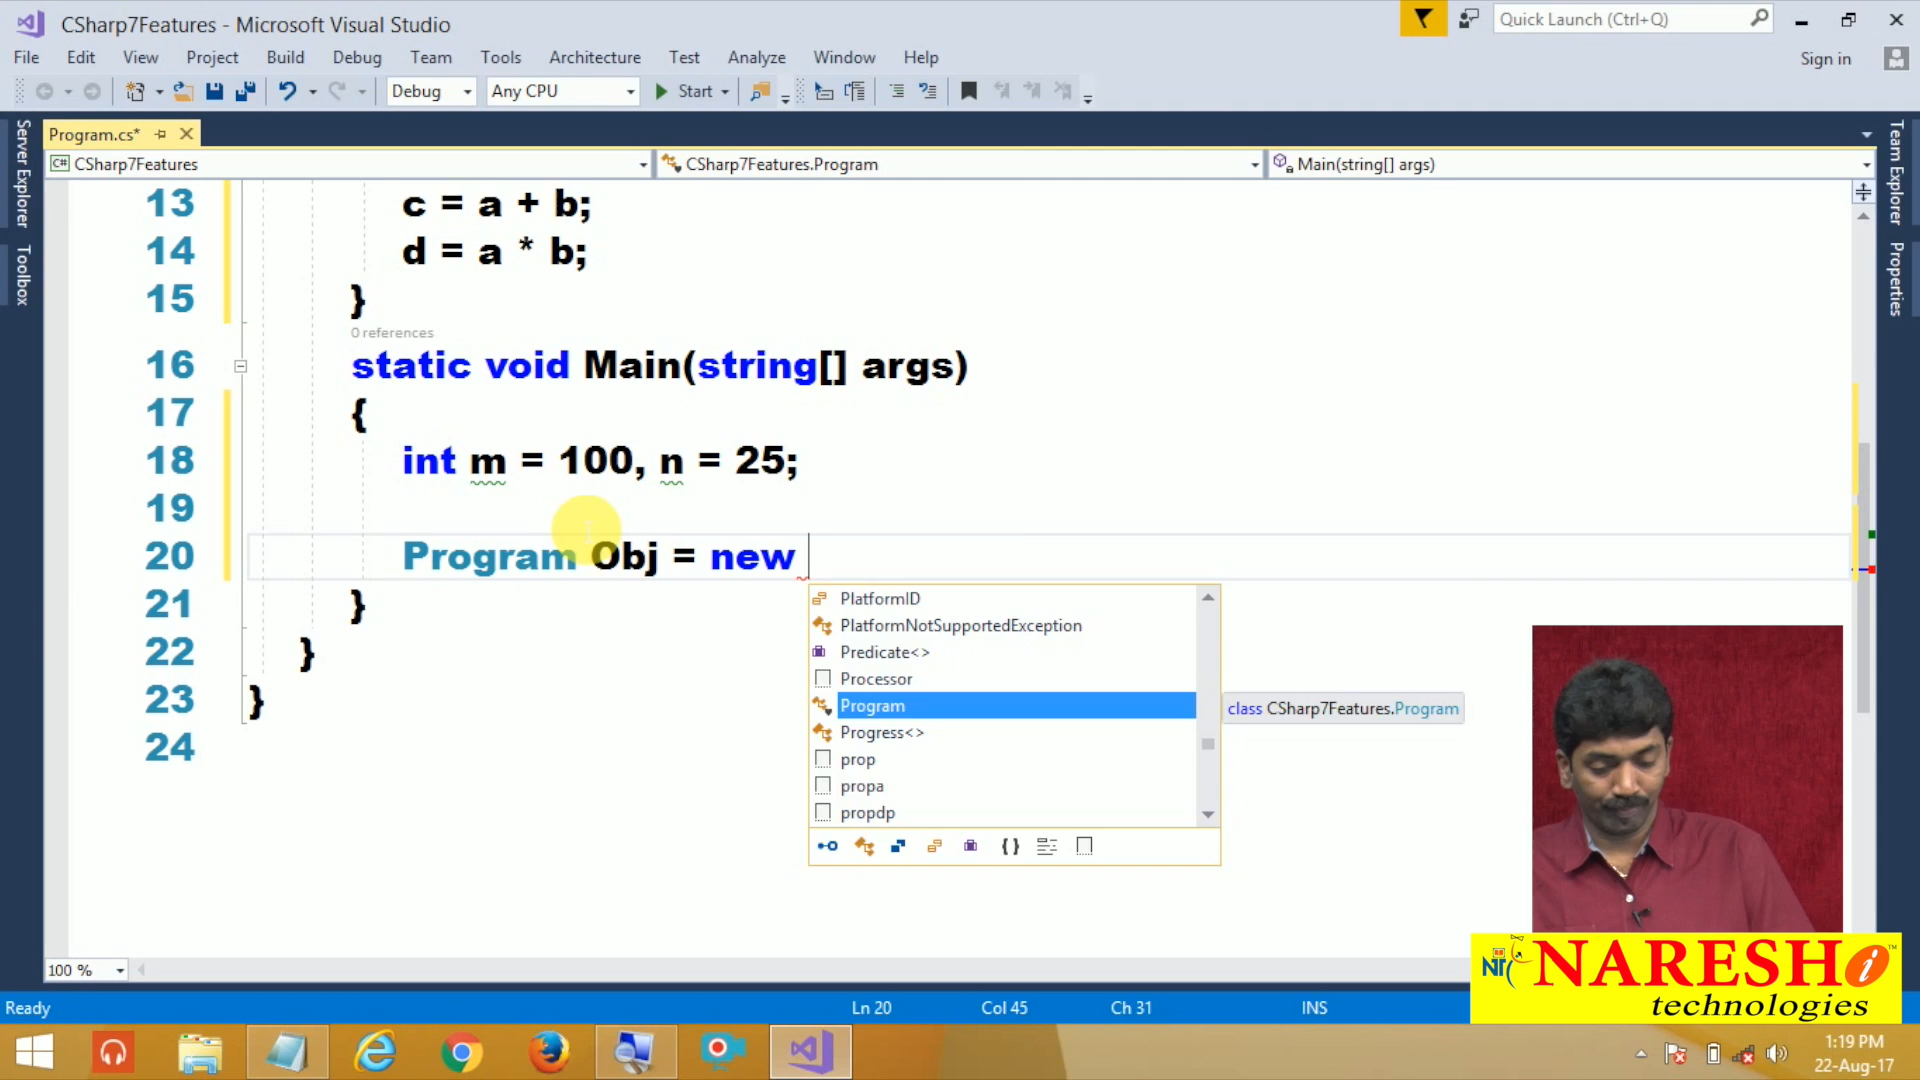 CSharp7Features - Microsoft Visual Studio
Quick Launch (Ctrl+Q)
File Edit View Project Build Debug Team Tools Architecture Test Analyze Window Help
Sign in
Debug Any CPU Start
Server Explorer
Toolbox
Team Explorer
Properties
Program.cs*
C# CSharp7Features
CSharp7Features.Program
Main(string[] args)
13 c = a + b;
14 d = a * b;
15 }
0 references
16 static void Main(string[] args)
17 {
18 int m = 100, n = 25;
19
20 Program Obj = new
21 }
22 }
23 }
24
PlatformID
PlatformNotSupportedException
Predicate<>
Processor
Program
Progress<>
prop
propa
propdp
class CSharp7Features.Program
100 %
NARESH i
technologies
Ready
Ln 20
Col 45
Ch 31
INS
1:19 PM
22-Aug-17